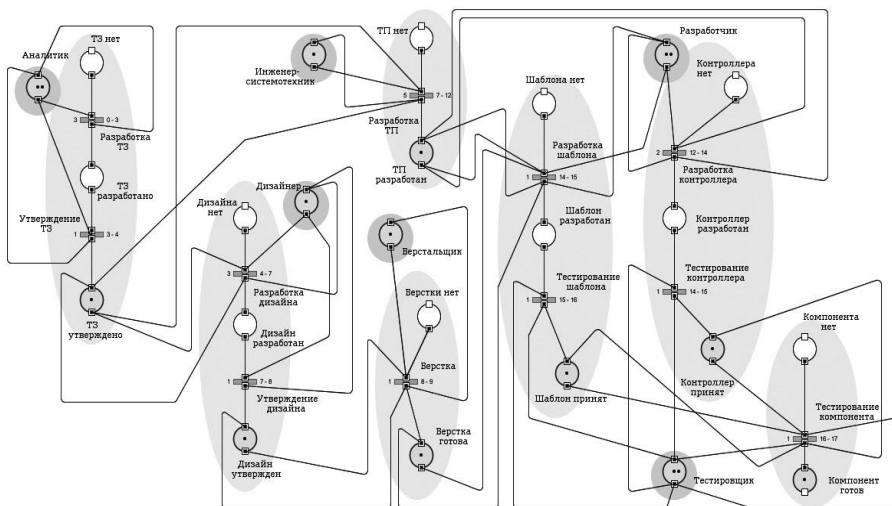 ТЗ нет
Аналитик
3
0 - 3
Разработка
ТЗ
ТЗ
разработано
Утверждение
ТЗ
1
3 - 4
ТЗ
утверждено
Инженер-
системотехник
ТП нет
5
7 - 12
Разработка
ТП
ТП
разработан
Дизайна
нет
Дизайнер
3
4 - 7
Разработка
дизайна
Дизайн
разработан
1
7 - 8
Утверждение
дизайна
Дизайн
утвержден
Верстальщик
Верстки нет
Верстка
1
8 - 9
Верстка
готова
Шаблона нет
Разработка
шаблона
1
14 - 15
Шаблон
разработан
Тестирование
шаблона
1
15 - 16
Шаблон принят
Разработчик
Контроллера
нет
2
12 - 14
Разработка
контроллера
Контроллер
разработан
Тестирование
контроллера
1
14 - 15
Контроллер
принят
Компонента
нет
Тестирование
компонента
1
16 - 17
Тестировщик
Компонент
готов